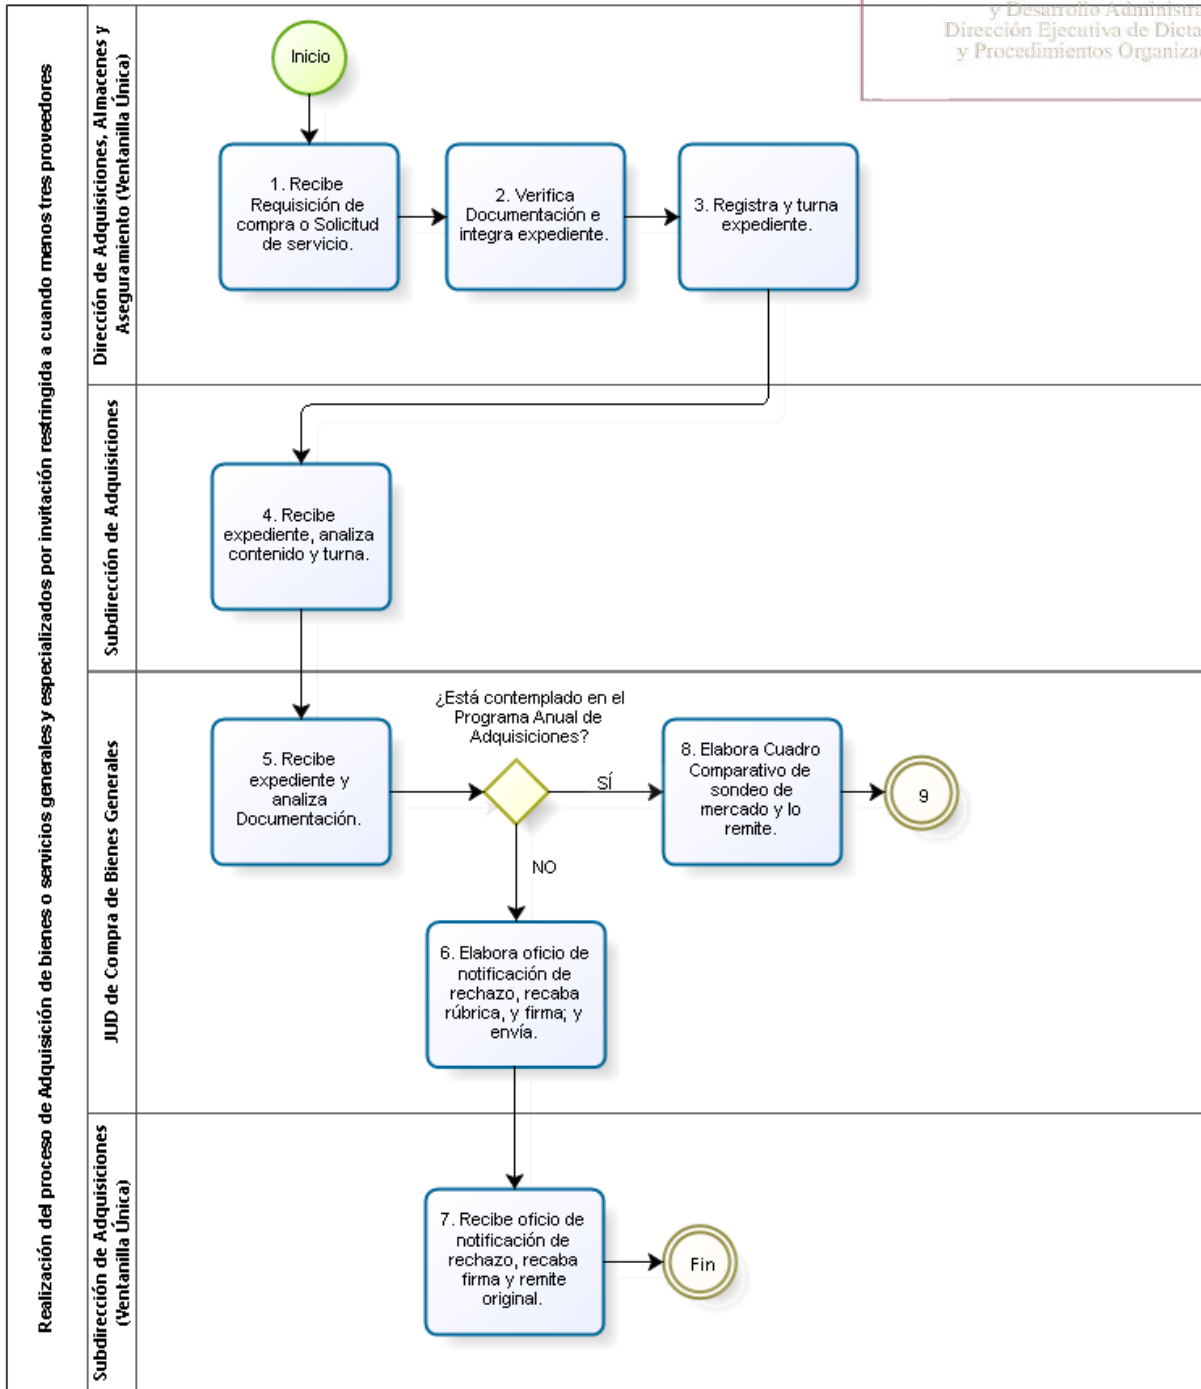 y Desarrollo Administra
Dirección Ejecutiva de Dicta
y Procedimientos Organiza
Realización del proceso de Adquisición de bienes o servicios generales y especializados por invitación restringida a cuando menos tres proveedores
Dirección de Adquisiciones, Almacenes y
Aseguramiento (Ventanilla Única)
Inicio
1. Recibe
Requisición de
compra o Solicitud
de servicio.
2. Verifica
Documentación e
integra expediente.
3. Registra y turna
expediente.
Subdirección de Adquisiciones
4. Recibe
expediente, analiza
contenido y turna.
JUD de Compra de Bienes Generales
5. Recibe
expediente y
analiza
Documentación.
¿Está contemplado en el
Programa Anual de
Adquisiciones?
SÍ
8. Elabora Cuadro
Comparativo de
sondeo de
mercado y lo
remite.
9
NO
6. Elabora oficio de
notificación de
rechazo, recaba
rúbrica, y firma; y
envía.
Subdirección de Adquisiciones
(Ventanilla Única)
7. Recibe oficio de
notificación de
rechazo, recaba
firma y remite
original.
Fin